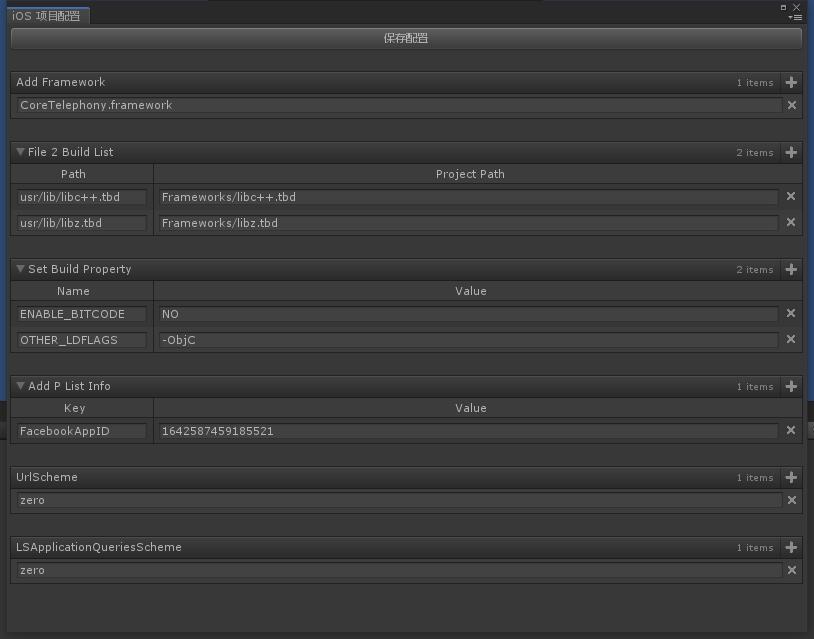 iOS 项目配置
保存配置
Add Framework 1 items
CoreTelephony.framework
File 2 Build List 2 items
Path Project Path
usr/lib/libc++.tbd Frameworks/libc++.tbd
usr/lib/libz.tbd Frameworks/libz.tbd
Set Build Property 2 items
Name Value
ENABLE_BITCODE NO
OTHER_LDFLAGS -ObjC
Add P List Info 1 items
Key Value
FacebookAppID 1642587459185521
UrlScheme 1 items
zero
LSApplicationQueriesScheme 1 items
zero